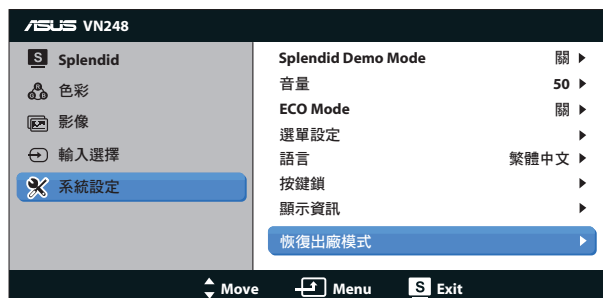 ASUS VN248
S Splendid
色彩
影像
輸入選擇
系統設定
Splendid Demo Mode 關
音量 50
ECO Mode 關
選單設定
語言 繁體中文
按鍵鎖
顯示資訊
恢復出廠模式
Move Menu S Exit